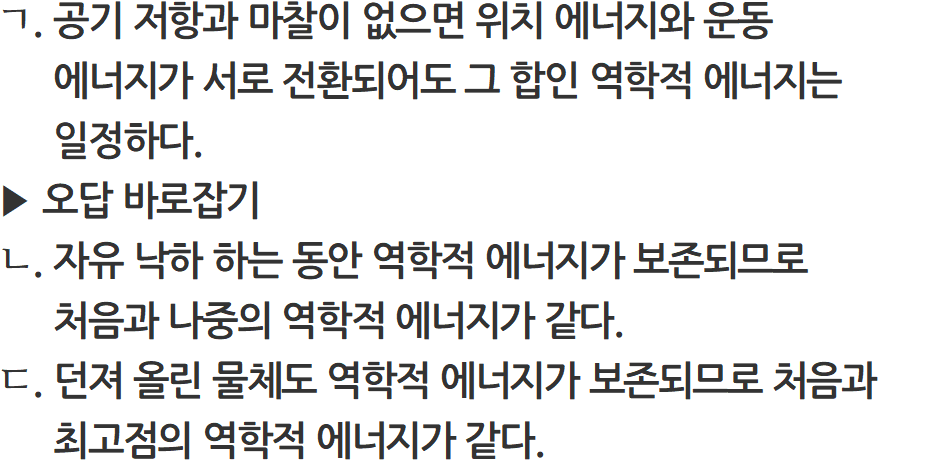 ㄱ. 공기 저항과 마찰이 없으면 위치 에너지와 운동
에너지가 서로 전환되어도 그 합인 역학적 에너지는
일정하다.
▶ 오답 바로잡기
ㄴ. 자유 낙하 하는 동안 역학적 에너지가 보존되므로
처음과 나중의 역학적 에너지가 같다.
ㄷ. 던져 올린 물체도 역학적 에너지가 보존되므로 처음과
최고점의 역학적 에너지가 같다.